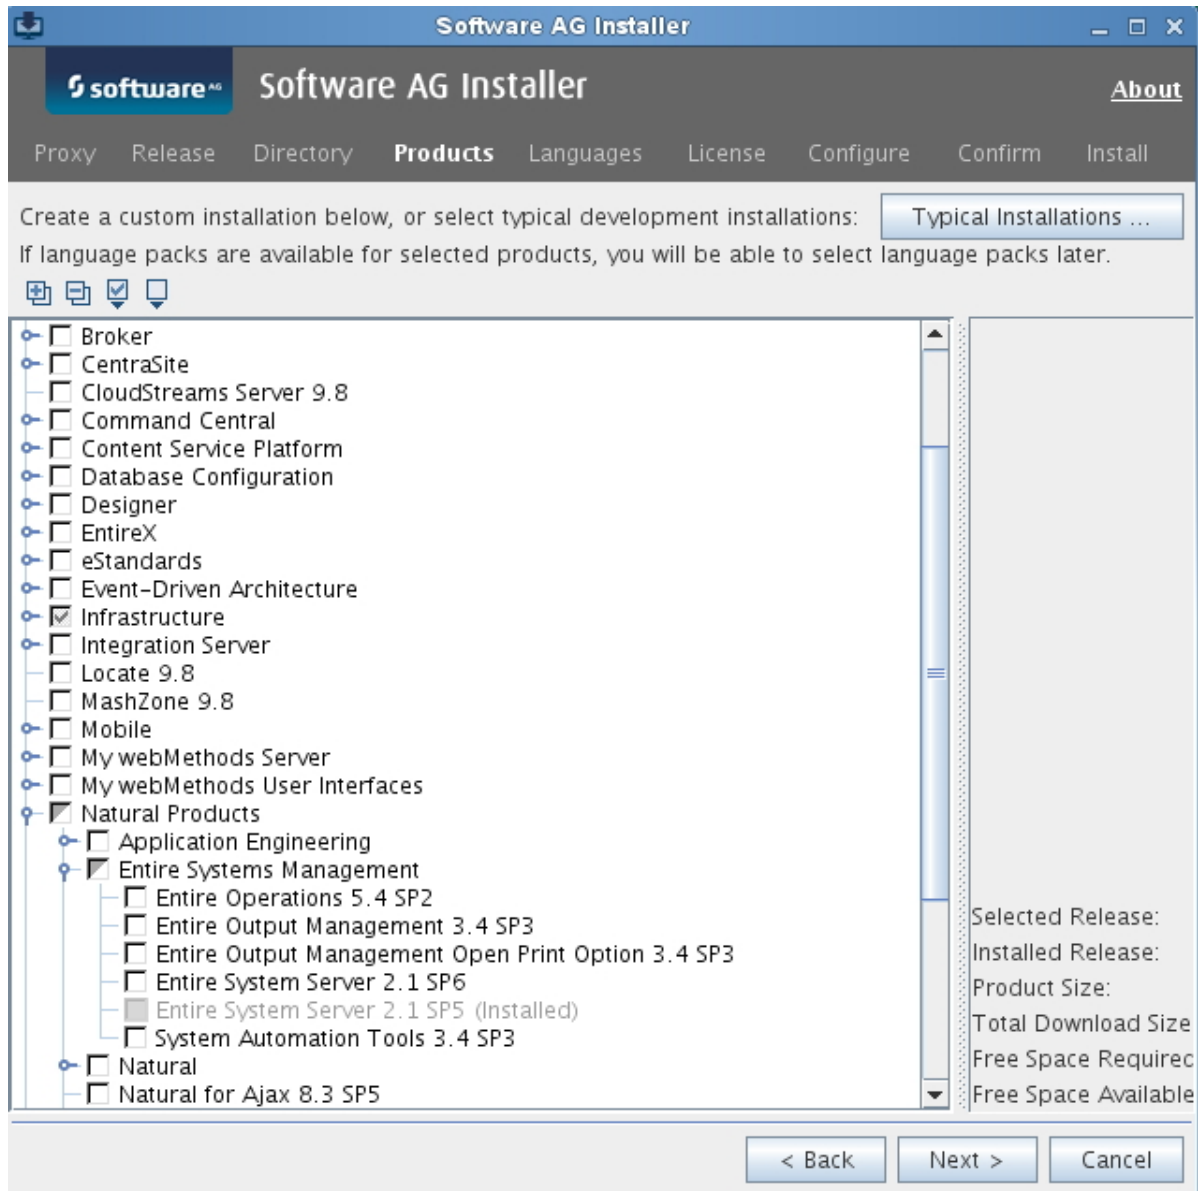 Software AG Installer
software AG Software AG Installer About
Proxy Release Directory Products Languages License Configure Confirm Install
Create a custom installation below, or select typical development installations: Typical Installations ...
If language packs are available for selected products, you will be able to select language packs later.
Broker
CentraSite
CloudStreams Server 9.8
Command Central
Content Service Platform
Database Configuration
Designer
EntireX
eStandards
Event-Driven Architecture
Infrastructure
Integration Server
Locate 9.8
MashZone 9.8
Mobile
My webMethods Server
My webMethods User Interfaces
Natural Products
Application Engineering
Entire Systems Management
Entire Operations 5.4 SP2
Entire Output Management 3.4 SP3
Entire Output Management Open Print Option 3.4 SP3
Entire System Server 2.1 SP6
Entire System Server 2.1 SP5 (Installed)
System Automation Tools 3.4 SP3
Natural
Natural for Ajax 8.3 SP5
Selected Release:
Installed Release:
Product Size:
Total Download Size
Free Space Required
Free Space Available
< Back Next > Cancel